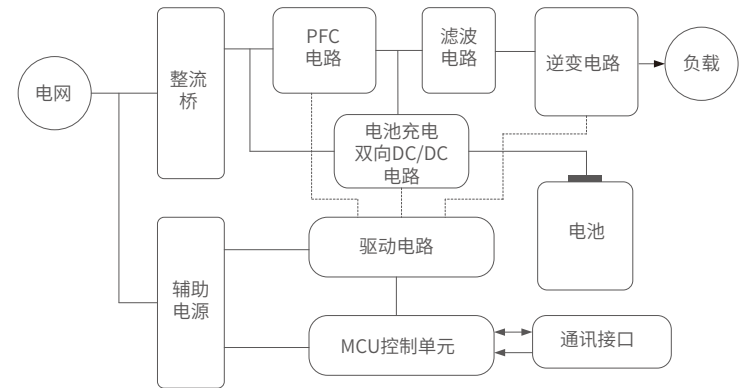 电网
整流
桥
PFC
电路
滤波
电路
逆变电路
负载
电池充电
双向DC/DC
电路
电池
驱动电路
辅助
电源
MCU控制单元
通讯接口